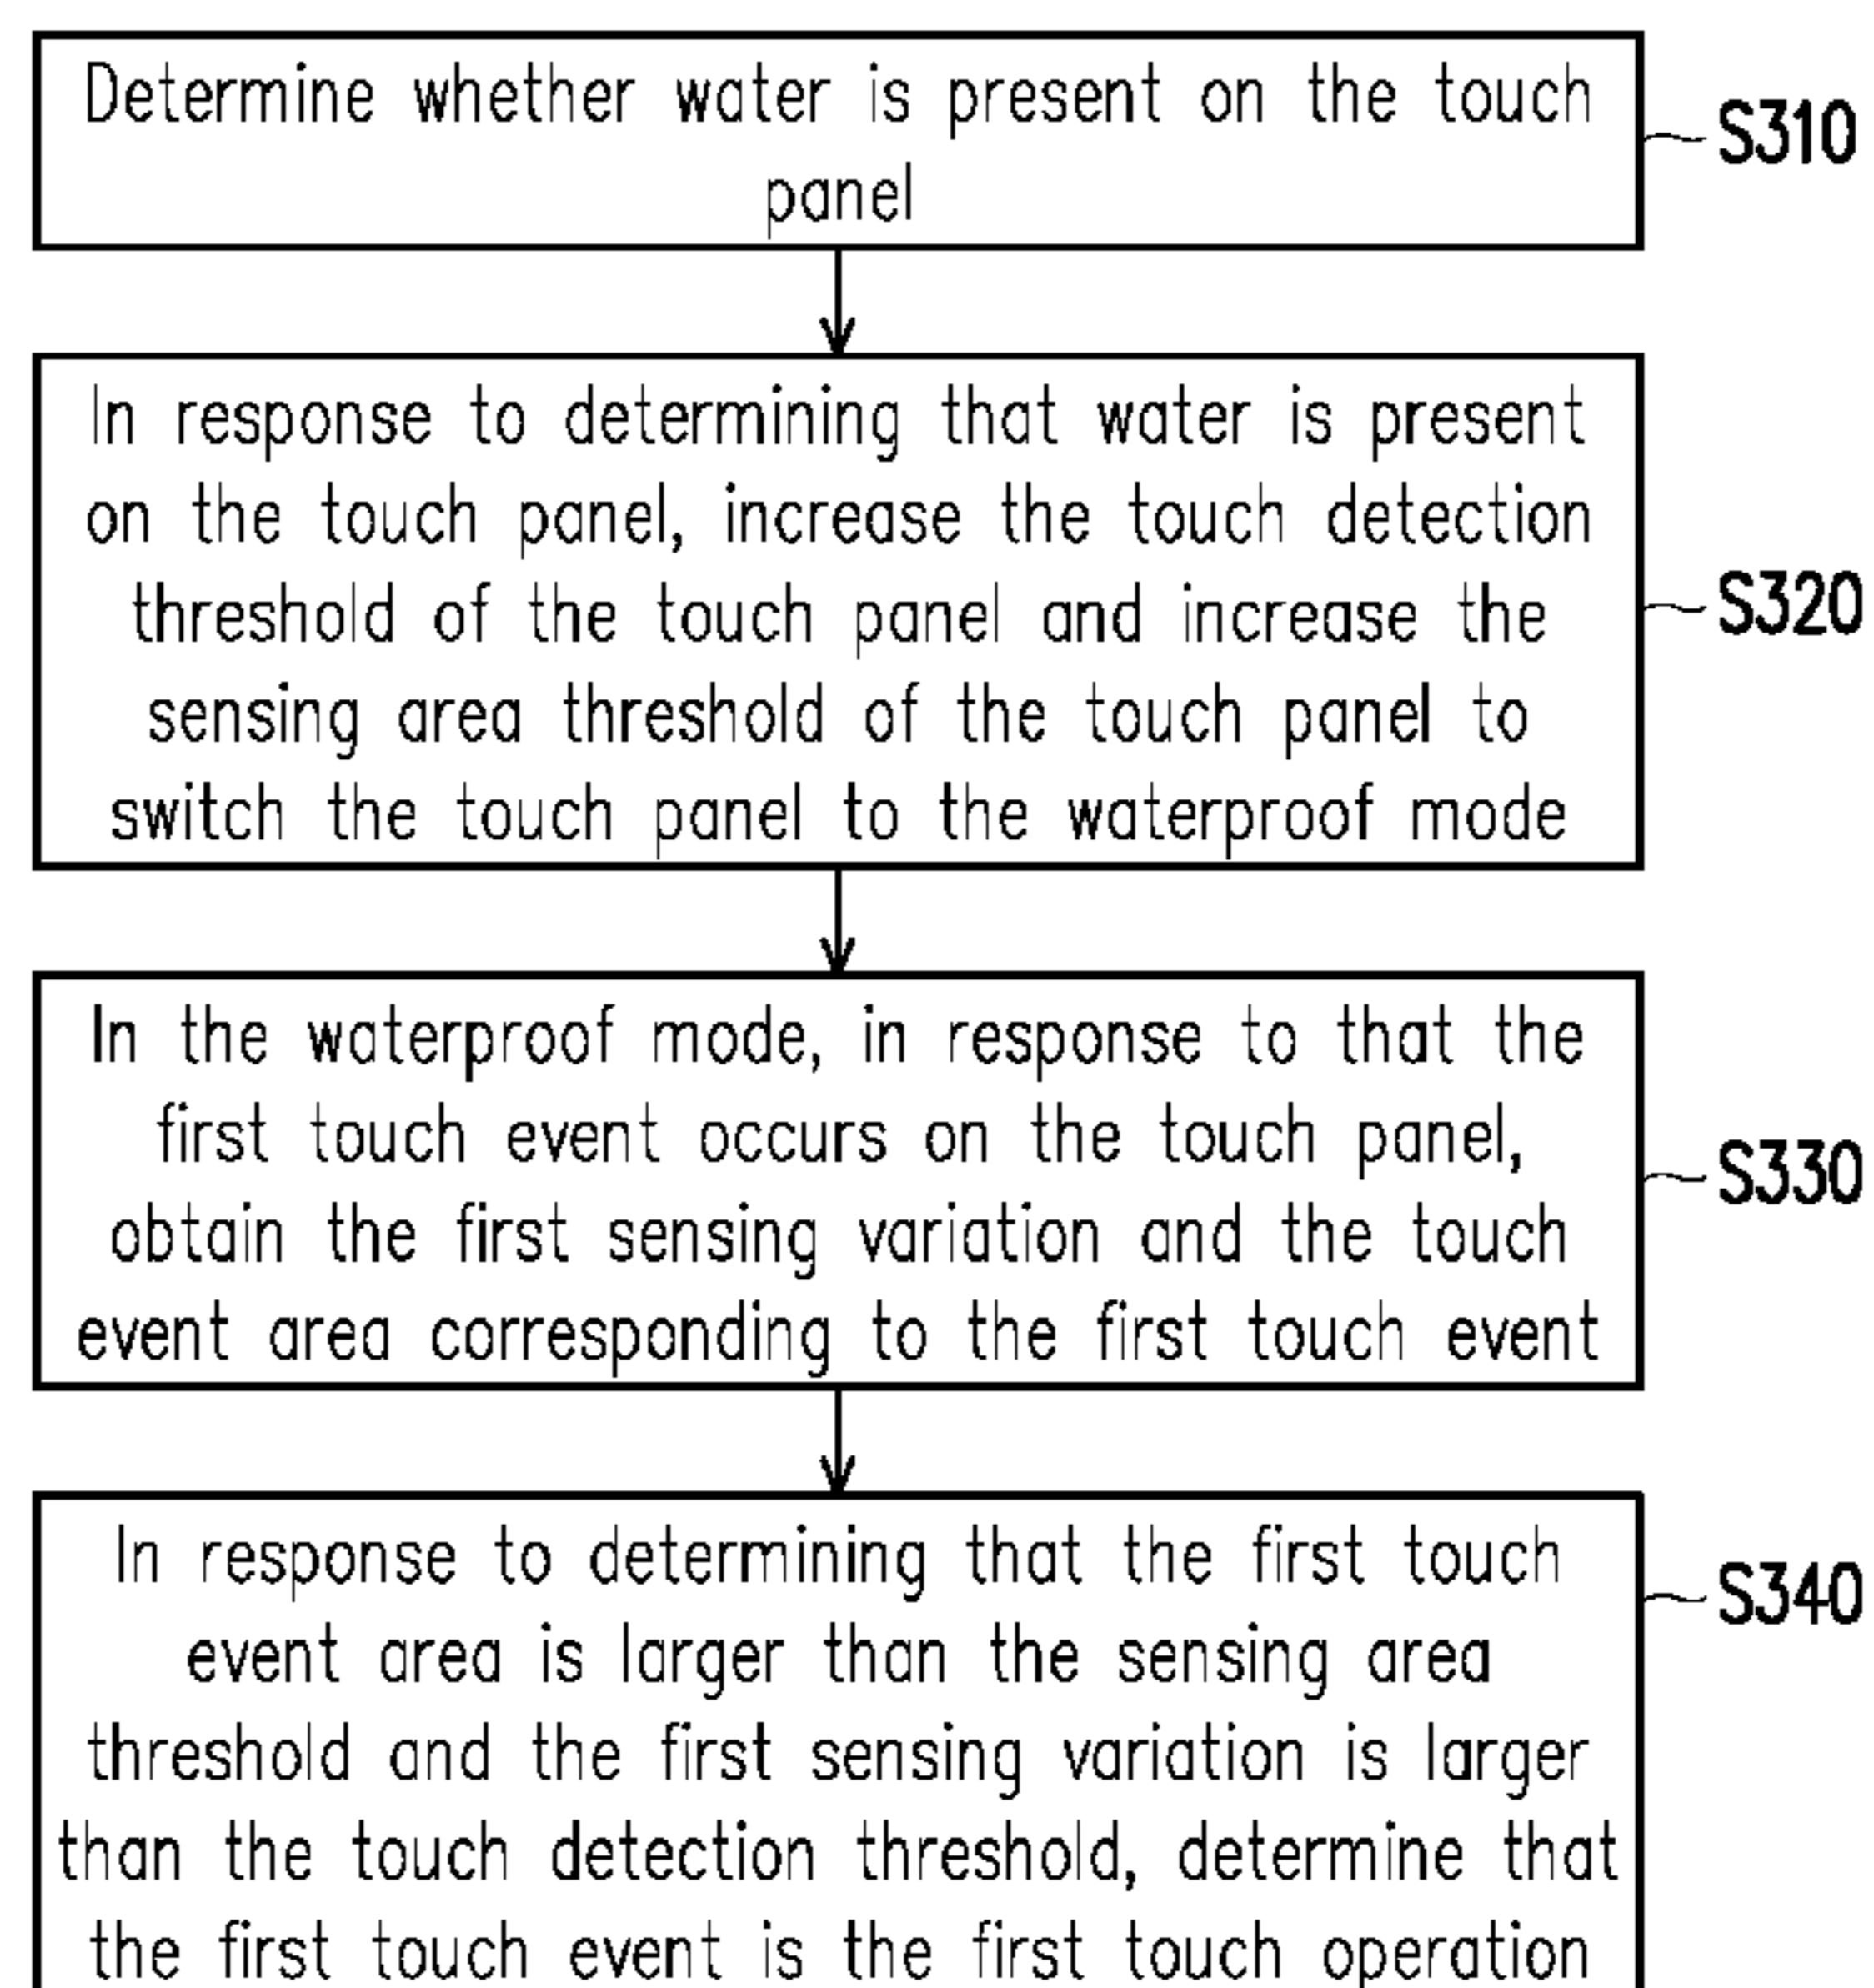 Determine whether water is present on the touch
panel
S310
In response to determining that water is present
on the touch panel, increase the touch detection
threshold of the touch panel and increase the
sensing area threshold of the touch panel to
switch the touch panel to the waterproof mode
S320
In the waterproof mode, in response to that the
first touch event occurs on the touch panel,
obtain the first sensing variation and the touch
event area corresponding to the first touch event
S330
In response to determining that the first touch
event area is larger than the sensing area
threshold and the first sensing variation is larger
than the touch detection threshold, determine that
the first touch event is the first touch operation
S340